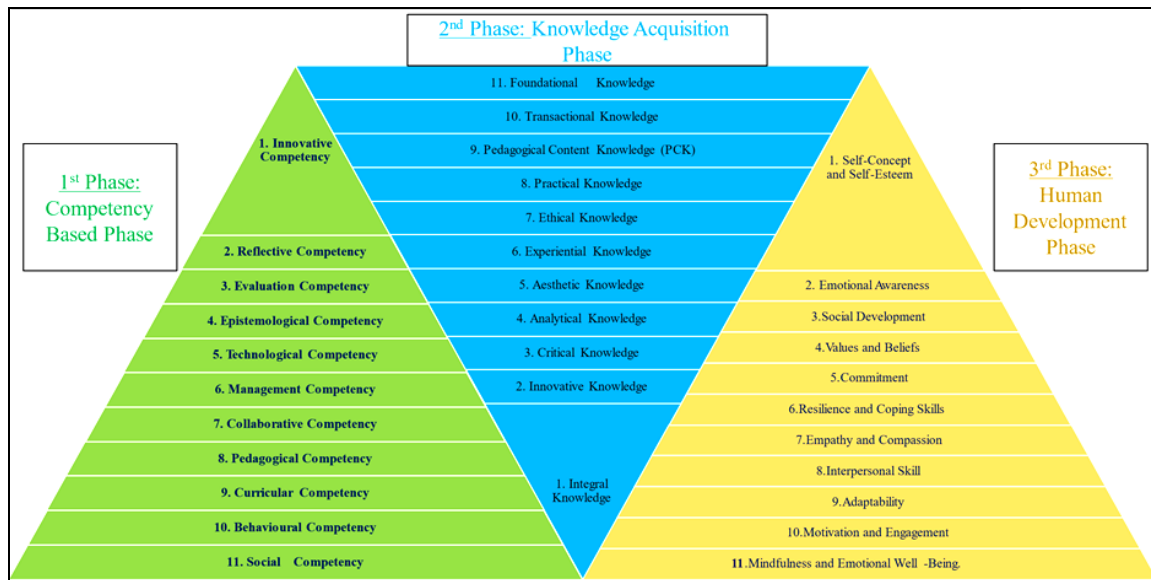 2nd Phase: Knowledge Acquisition
Phase
1st Phase:
Competency
Based Phase
1. Innovative
Competency
2. Reflective Competency
3. Evaluation Competency
4. Epistemological Competency
5. Technological Competency
6. Management Competency
7. Collaborative Competency
8. Pedagogical Competency
9. Curricular Competency
10. Behavioural Competency
11. Social Competency
11. Foundational Knowledge
10. Transactional Knowledge
9. Pedagogical Content Knowledge (PCK)
8. Practical Knowledge
7. Ethical Knowledge
6. Experiential Knowledge
5. Aesthetic Knowledge
4. Analytical Knowledge
3. Critical Knowledge
2. Innovative Knowledge
1. Integral
Knowledge
3rd Phase:
Human
Development
Phase
1. Self-Concept
and Self-Esteem
2. Emotional Awareness
3.Social Development
4.Values and Beliefs
5.Commitment
6.Resilience and Coping Skills
7.Empathy and Compassion
8.Interpersonal Skill
9.Adaptability
10.Motivation and Engagement
11.Mindfulness and Emotional Well -Being.